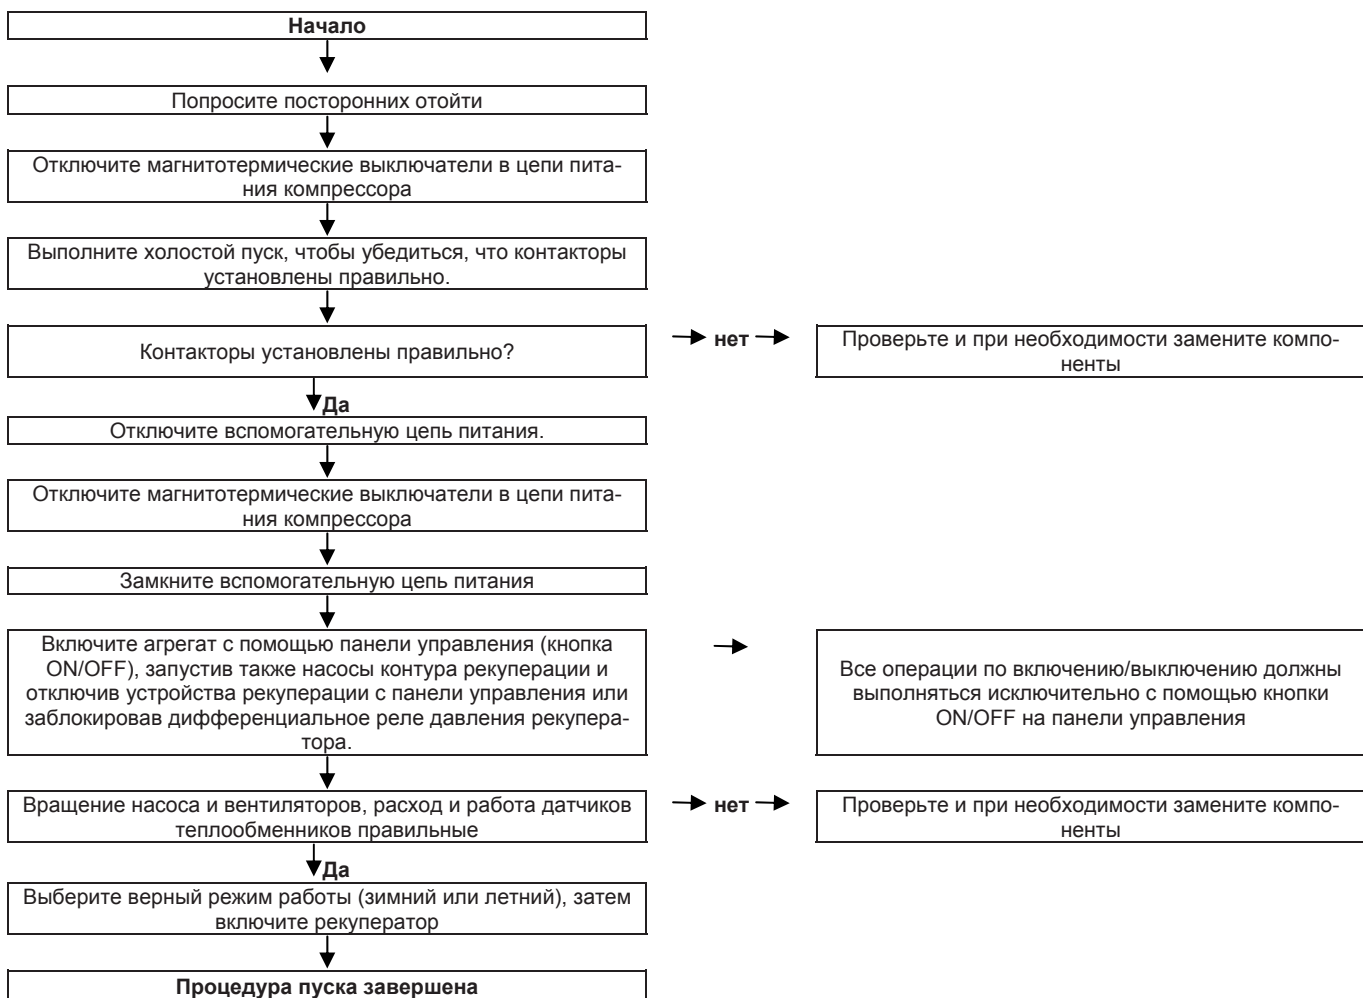 Начало
Попросите посторонних отойти
Отключите магнитотермические выключатели в цепи пита-
ния компрессора
Выполните холостой пуск, чтобы убедиться, что контакторы
установлены правильно.
Контакторы установлены правильно?
нет
Проверьте и при необходимости замените компо-
ненты
Да
Отключите вспомогательную цепь питания.
Отключите магнитотермические выключатели в цепи пита-
ния компрессора
Замкните вспомогательную цепь питания
Включите агрегат с помощью панели управления (кнопка
ON/OFF), запустив также насосы контура рекуперации и
отключив устройства рекуперации с панели управления или
заблокировав дифференциальное реле давления рекупера-
тора.
Все операции по включению/выключению должны
выполняться исключительно с помощью кнопки
ON/OFF на панели управления
Вращение насоса и вентиляторов, расход и работа датчиков
теплообменников правильные
нет
Проверьте и при необходимости замените компо-
ненты
Да
Выберите верный режим работы (зимний или летний), затем
включите рекуператор
Процедура пуска завершена